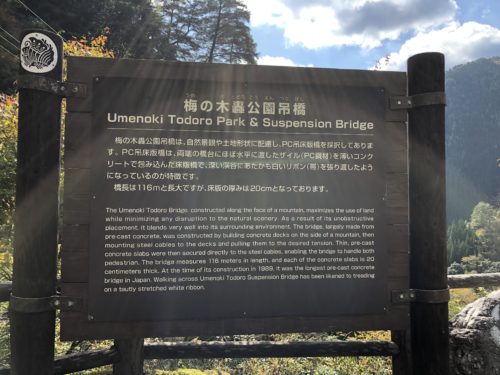 梅の木轟公園吊橋
Umenoki Todoro Park & Suspension Bridge
梅の木轟公園吊橋は、自然景観や土地形状に配慮し、PC吊床版橋を採択してありま
す。PC吊床版橋は、両端の橋台にほぼ水平に渡したザイル(PC鋼材)を薄いコンク
リートで包み込んだ床版橋で、深い渓谷にあたかも白いリボン(帯)を張り渡したよう
になっているのが特徴です。
橋長は116mと長大ですが、床版の厚みは20cmとなっております。
The Umenoki Todoro Bridge, constructed along the face of a mountain, maximizes the use of land
while minimizing any disruption to the natural scenery. As a result of its unobstructive
placement, it blends very well into its surrounding environment. The bridge, largely made from
pre-cast concrete, was constructed by building concrete decks on the side of a mountain, then
mounting steel cables to the decks and pulling them to the desired tension. Thin, pre-cast
concrete slabs were then secured directly to the steel cables, enabling the bridge to handle both
pedestrian. The bridge measures 116 meters in length, and each of the concrete slabs is 20
centimeters thick. At the time of its construction in 1989, it was the longest pre-cast concrete
bridge in Japan. Walking across Umenoki Todoro Suspension Bridge has been likened to treading
on a tautly stretched white ribbon.